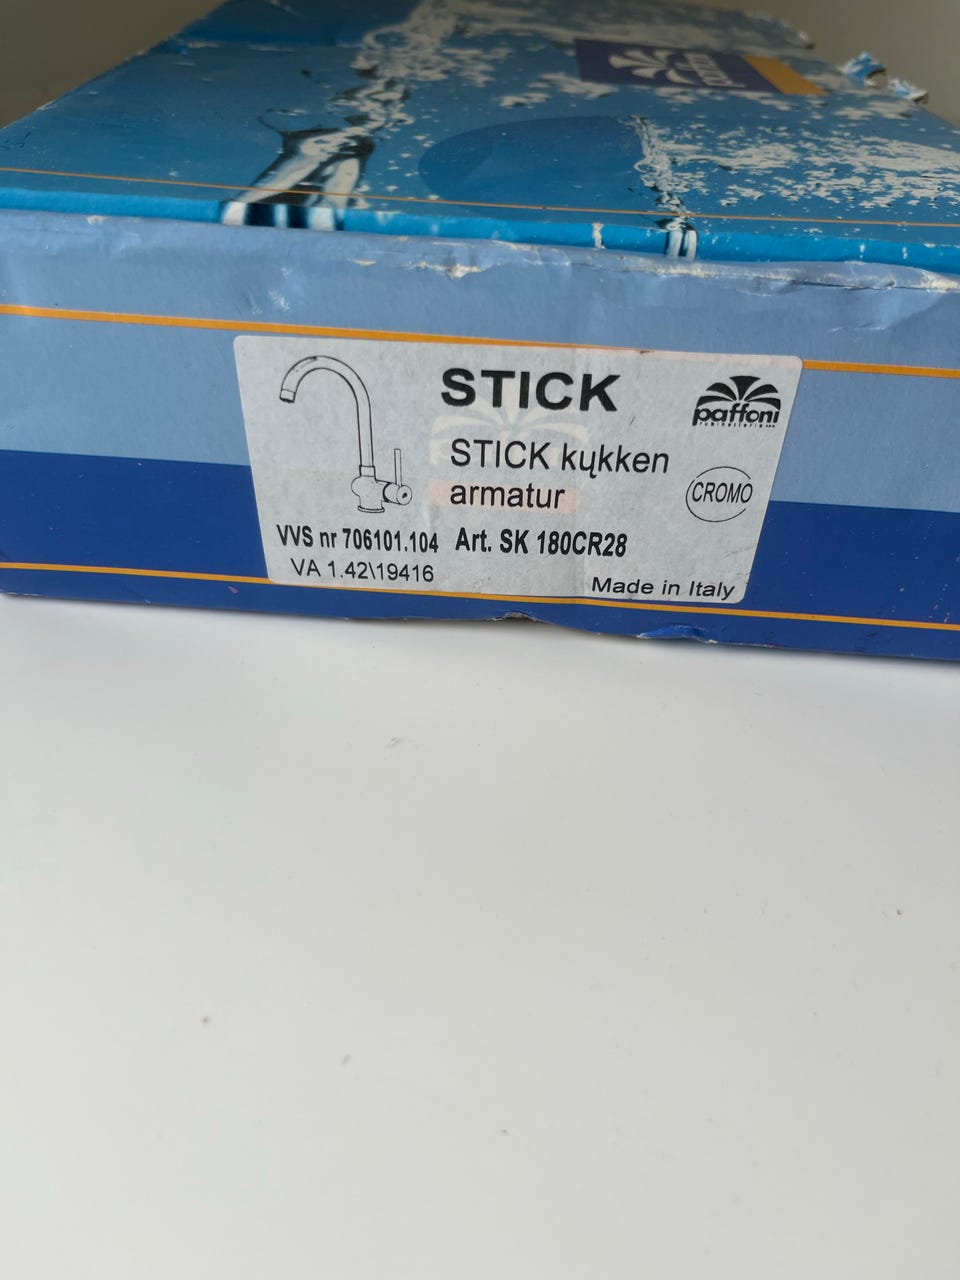 paffoni
STICK
paffoni
rubinetterie s.p.a.
STICK kųkken
armatur
CROMO
VVS nr 706101.104 Art. SK 180CR28
VA 1.42\19416
Made in Italy